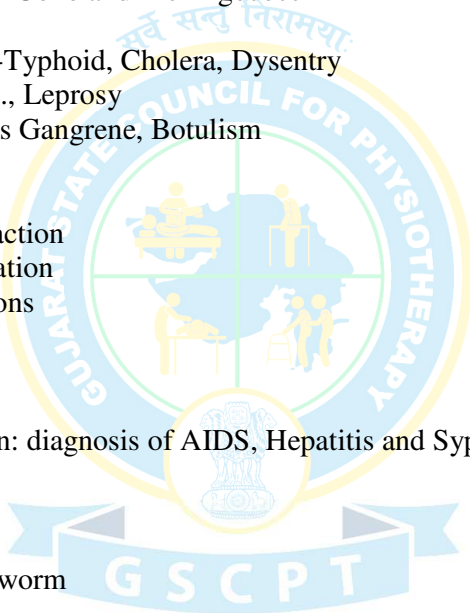 सर्वे सन्तु निरामयाः
-Typhoid, Cholera, Dysentry
., Leprosy
s Gangrene, Botulism
GUJARAT STATE COUNCIL FOR PHYSIOTHERAPY
action
ation
ons
n: diagnosis of AIDS, Hepatitis and Syp
worm
GSCPT